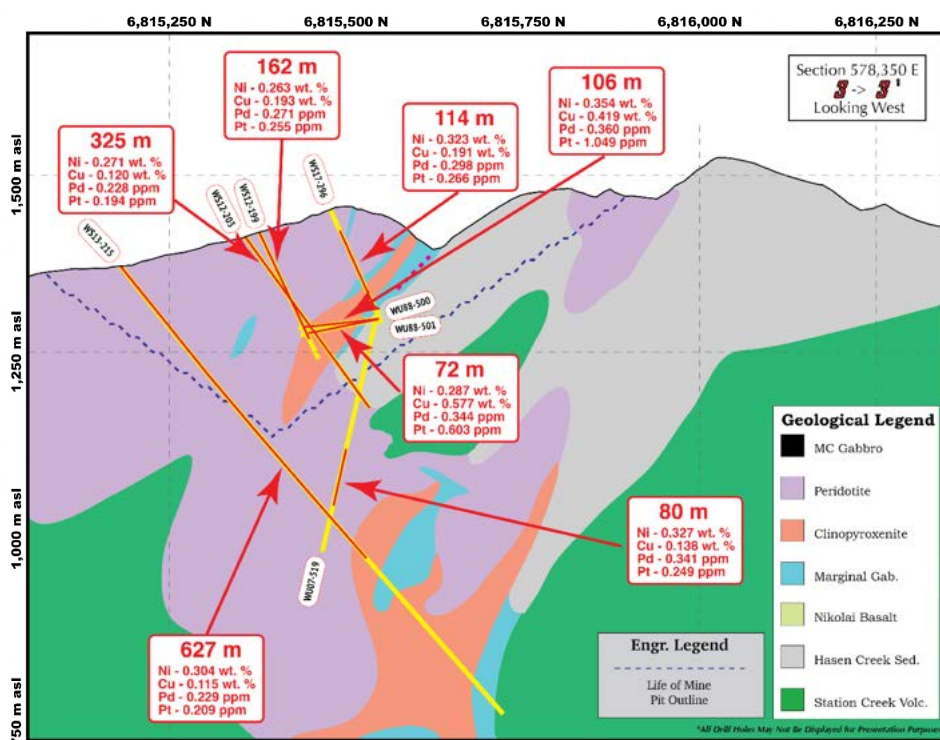 6,815,250 N
6,815,500 N
6,815,750 N
6,816,000 N
6,816,250 N
Section 578,350 E
3 -> 3'
Looking West
162 m
Ni - 0.263 wt. %
Cu - 0.193 wt. %
Pd - 0.271 ppm
Pt - 0.255 ppm
106 m
Ni - 0.354 wt. %
Cu - 0.419 wt. %
Pd - 0.360 ppm
Pt - 1.049 ppm
114 m
Ni - 0.323 wt. %
Cu - 0.191 wt. %
Pd - 0.298 ppm
Pt - 0.266 ppm
325 m
Ni - 0.271 wt. %
Cu - 0.120 wt. %
Pd - 0.228 ppm
Pt - 0.194 ppm
1,500 m asl
1,250 m asl
1,000 m asl
750 m asl
WS13-215
WS12-203
WS12-199
WS17-296
WU88-500
WU88-501
WU07-519
72 m
Ni - 0.287 wt. %
Cu - 0.577 wt. %
Pd - 0.344 ppm
Pt - 0.603 ppm
80 m
Ni - 0.327 wt. %
Cu - 0.138 wt. %
Pd - 0.341 ppm
Pt - 0.249 ppm
627 m
Ni - 0.304 wt. %
Cu - 0.115 wt. %
Pd - 0.229 ppm
Pt - 0.209 ppm
Engr. Legend
Life of Mine
Pit Outline
Geological Legend
MC Gabbro
Peridotite
Clinopyroxenite
Marginal Gab.
Nikolai Basalt
Hasen Creek Sed.
Station Creek Volc.
*All Drill Holes May Not Be Displayed for Presentation Purposes